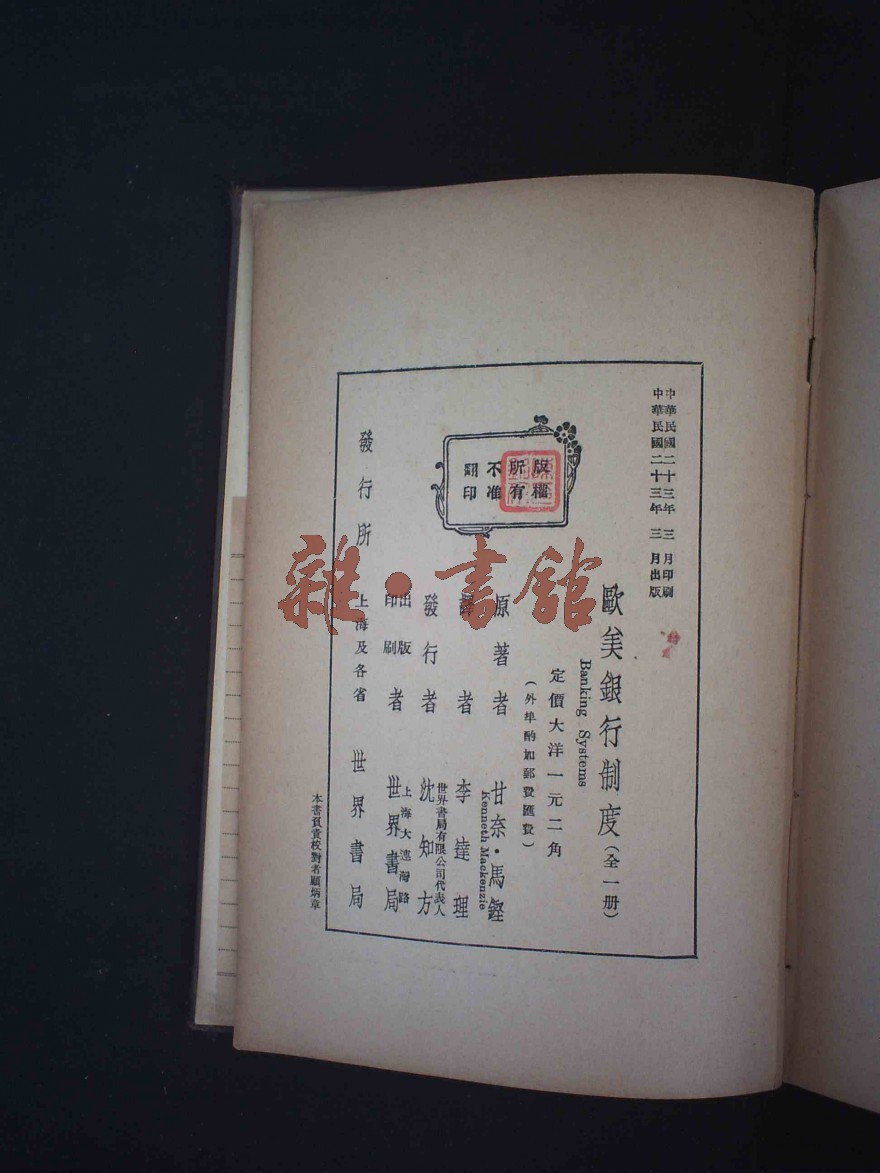 中華民國二十三年三月印刷
中華民國二十三年三月出版
歐美銀行制度(全一册)
Banking Systems
定價大洋一元二角
(外埠酌加郵費匯費)
版權
所有
不准
翻印
原著者 甘奈·馬鏗
Kenneth Mackenzie
譯者 李達理
世界書局有限公司代表人
發行者 沈知方
上海大連灣路
出版印刷者 世界書局
發行所 上海及各省 世界書局
本書負責校對者顧炳章
雜·書館